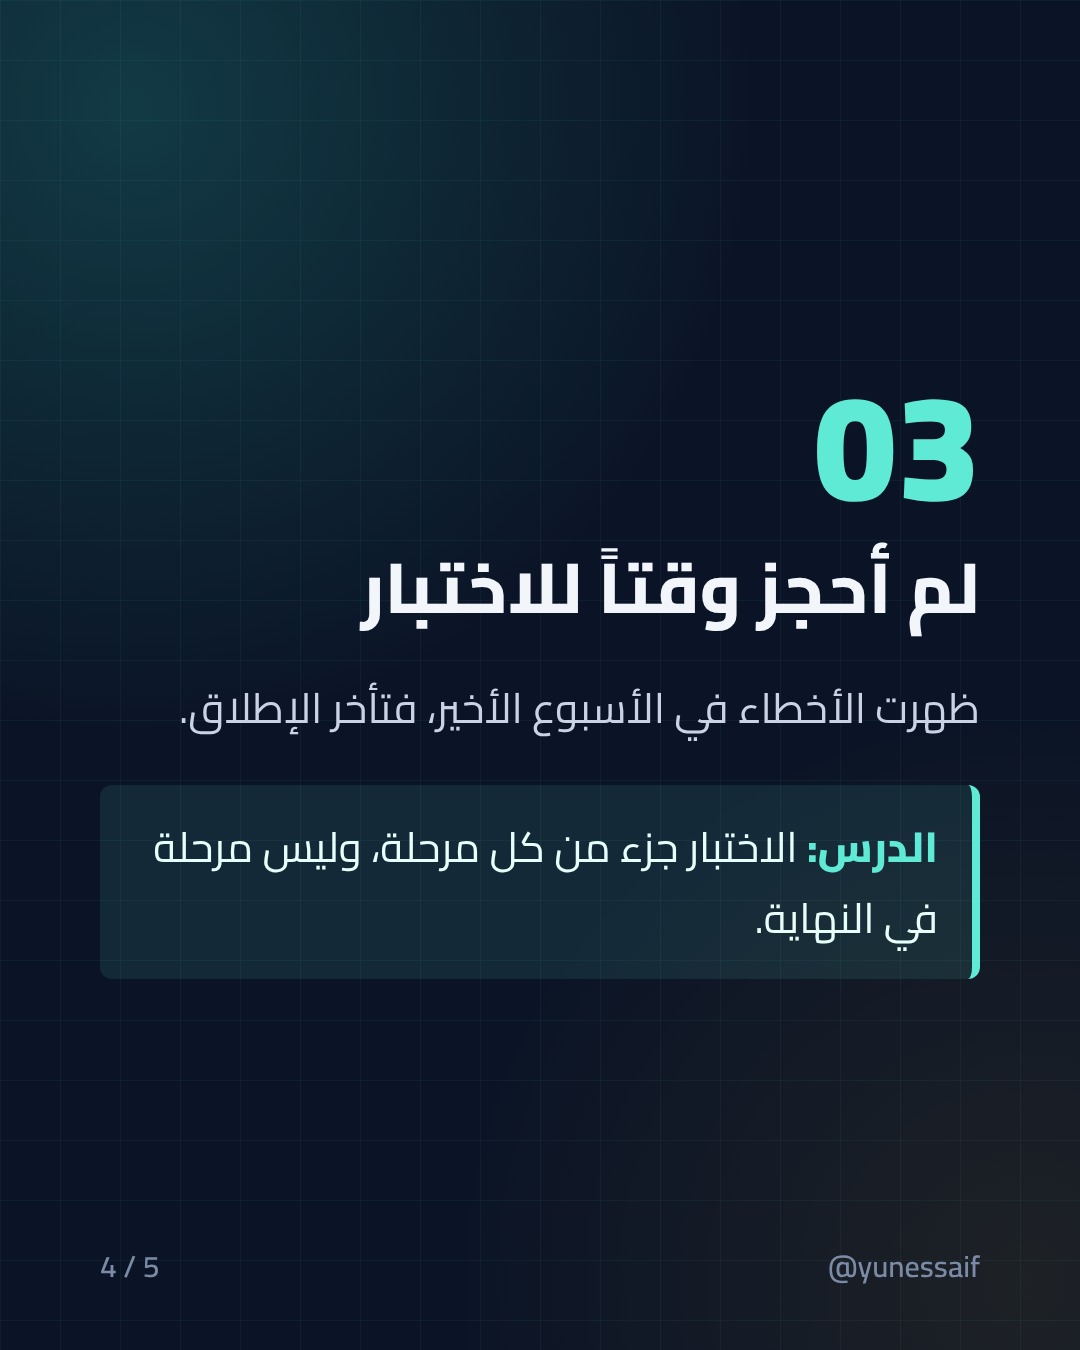 03
لم أحجز وقتاً للاختبار
ظهرت الأخطاء في الأسبوع الأخير، فتأخر الإطلاق.
الدرس: الاختبار جزء من كل مرحلة، وليس مرحلة
في النهاية.
@yunessaif
4 / 5